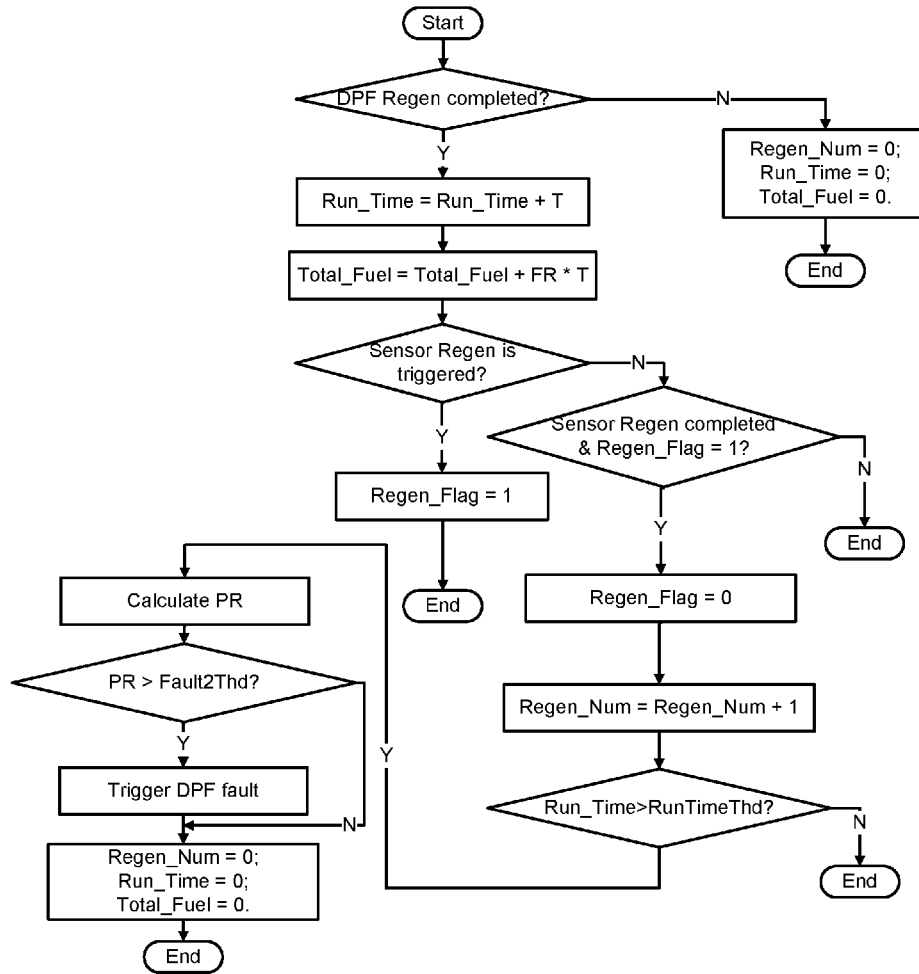 Start
DPF Regen completed?
N
Y
Regen_Num = 0;
Run_Time = 0;
Total_Fuel = 0.
End
Run_Time = Run_Time + T
Total_Fuel = Total_Fuel + FR * T
Sensor Regen is
triggered?
N
Y
Sensor Regen completed
& Regen_Flag = 1?
N
Y
End
Regen_Flag = 1
End
Regen_Flag = 0
Regen_Num = Regen_Num + 1
Run_Time>RunTimeThd?
N
End
Y
Calculate PR
PR > Fault2Thd?
Y
N
Trigger DPF fault
Regen_Num = 0;
Run_Time = 0;
Total_Fuel = 0.
End